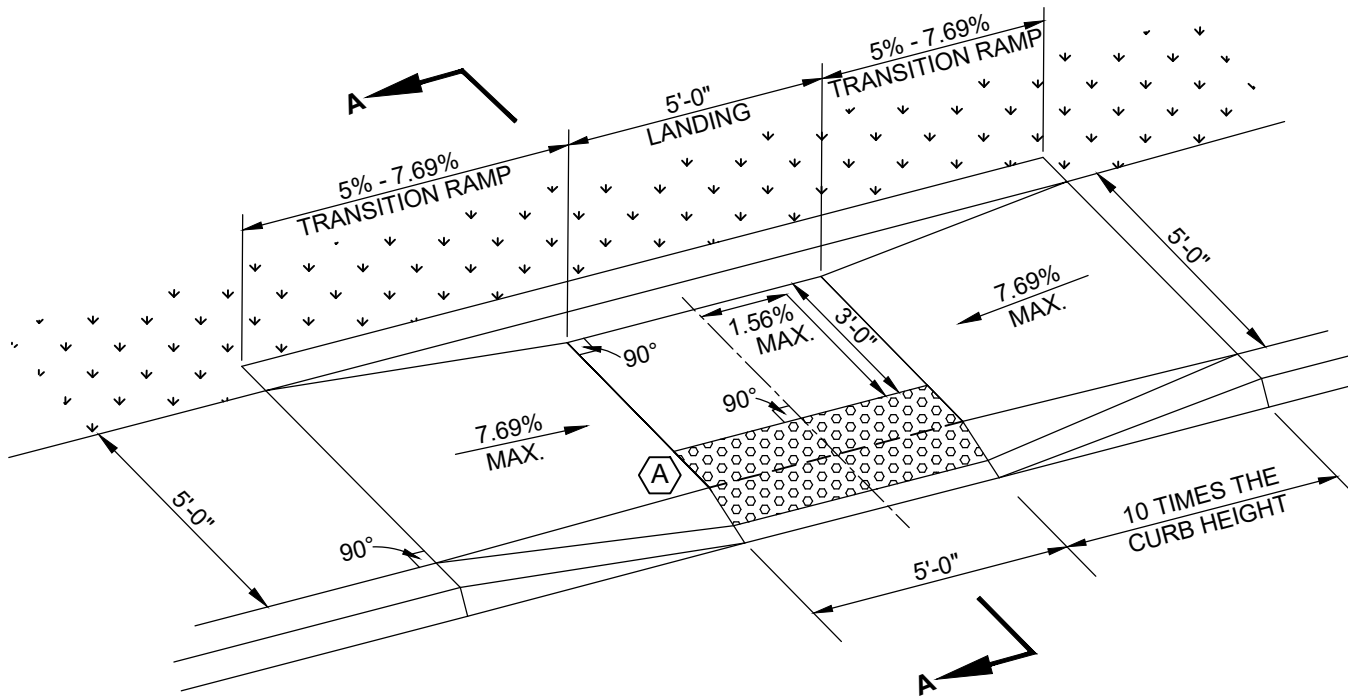 5% - 7.69%
TRANSITION RAMP
5'-0"
LANDING
5% - 7.69%
TRANSITION RAMP
A
5'-0"
7.69%
MAX.
1.56%
MAX.
3'-0"
90°
90°
7.69%
MAX.
A
5'-0"
90°
10 TIMES THE
CURB HEIGHT
5'-0"
A